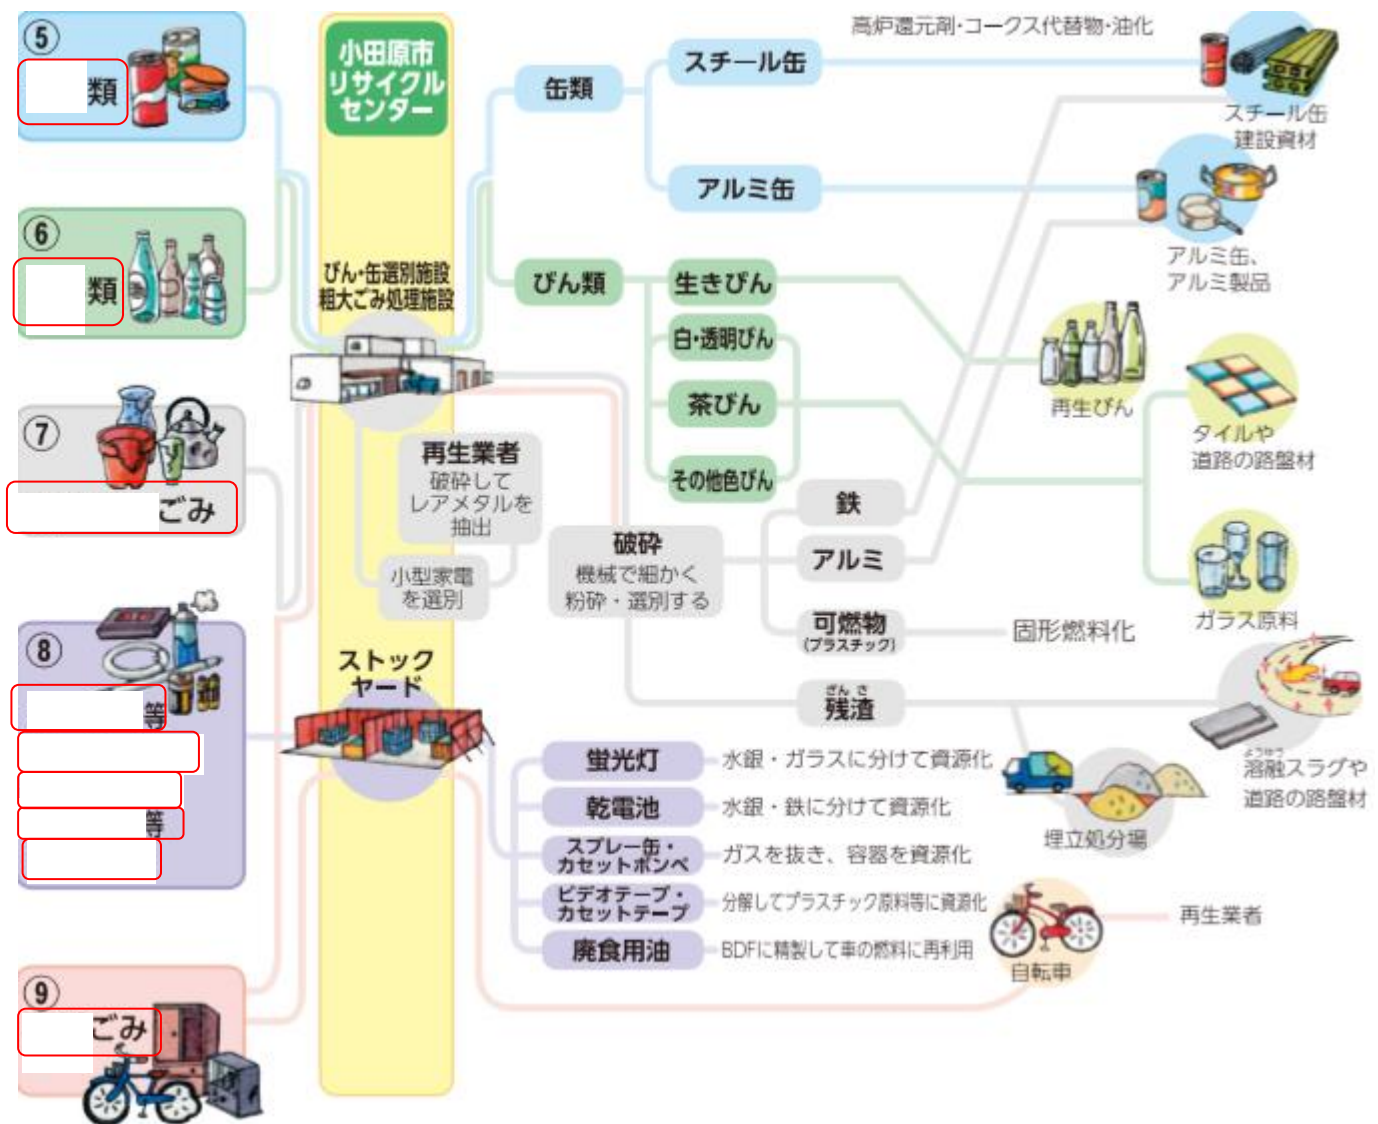 ⑤
類
⑥
類
⑦
ごみ
⑧
等
等
⑨
ごみ
小田原市
リサイクル
センター
びん・缶選別施設
粗大ごみ処理施設
再生業者
破砕して
レアメタルを
抽出
小型家電
を選別
ストック
ヤード
缶類
スチール缶
アルミ缶
びん類
生きびん
白・透明びん
茶びん
その他色びん
破砕
機械で細かく
粉砕・選別する
鉄
アルミ
可燃物
(プラスチック)
固形燃料化
ざんさ
残渣
蛍光灯
水銀・ガラスに分けて資源化
乾電池
水銀・鉄に分けて資源化
スプレー缶・
カセットボンベ
ガスを抜き、容器を資源化
ビデオテープ・
カセットテープ
分解してプラスチック原料等に資源化
廃食用油
BDFに精製して車の燃料に再利用
高炉還元剤・コークス代替物・油化
スチール缶
建設資材
アルミ缶、
アルミ製品
再生びん
タイルや
道路の路盤材
ガラス原料
ようゆう
溶融スラグや
道路の路盤材
埋立処分場
自転車
再生業者